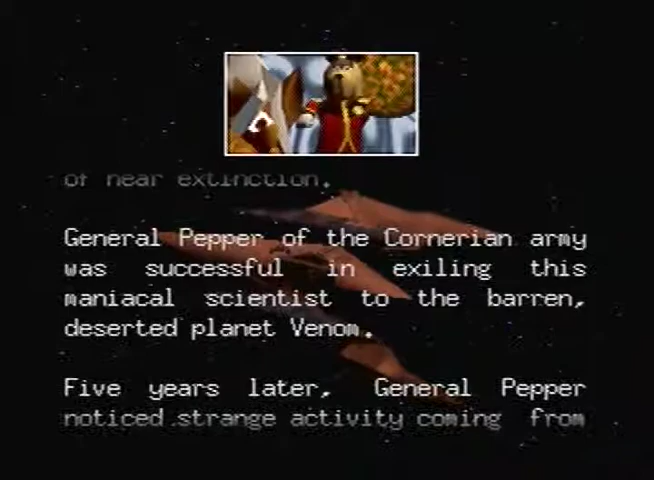 of near extinction.
General Pepper of the Cornerian army
was successful in exiling this
maniacal scientist to the barren,
deserted planet Venom.
Five years later, General Pepper
noticed strange activity coming from